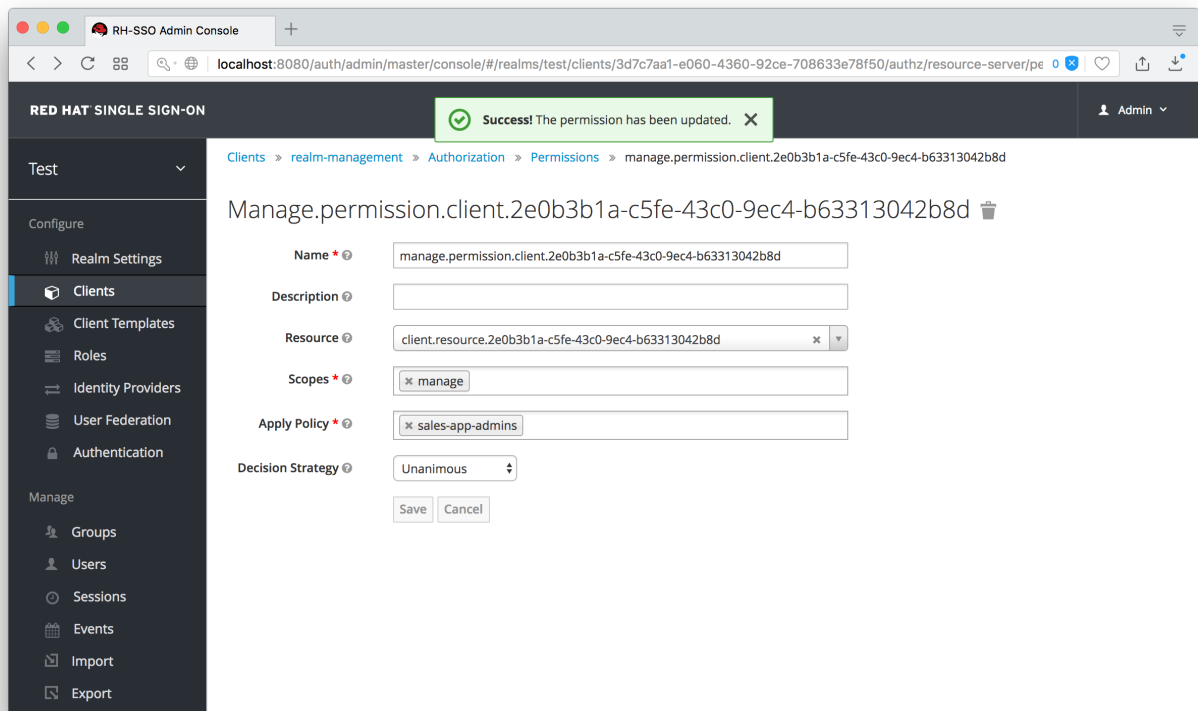 RH-SSO Admin Console
localhost:8080/auth/admin/master/console/#/realms/test/clients/3d7c7aa1-e060-4360-92ce-708633e78f50/authz/resource-server/pe 0
RED HAT SINGLE SIGN-ON
Success! The permission has been updated.
Admin
Test
Clients » realm-management » Authorization » Permissions » manage.permission.client.2e0b3b1a-c5fe-43c0-9ec4-b63313042b8d
Manage.permission.client.2e0b3b1a-c5fe-43c0-9ec4-b63313042b8d
Configure
Realm Settings
Clients
Client Templates
Roles
Identity Providers
User Federation
Authentication
Manage
Groups
Users
Sessions
Events
Import
Export
Name * manage.permission.client.2e0b3b1a-c5fe-43c0-9ec4-b63313042b8d
Description
Resource client.resource.2e0b3b1a-c5fe-43c0-9ec4-b63313042b8d
Scopes * manage
Apply Policy * sales-app-admins
Decision Strategy Unanimous
Save Cancel